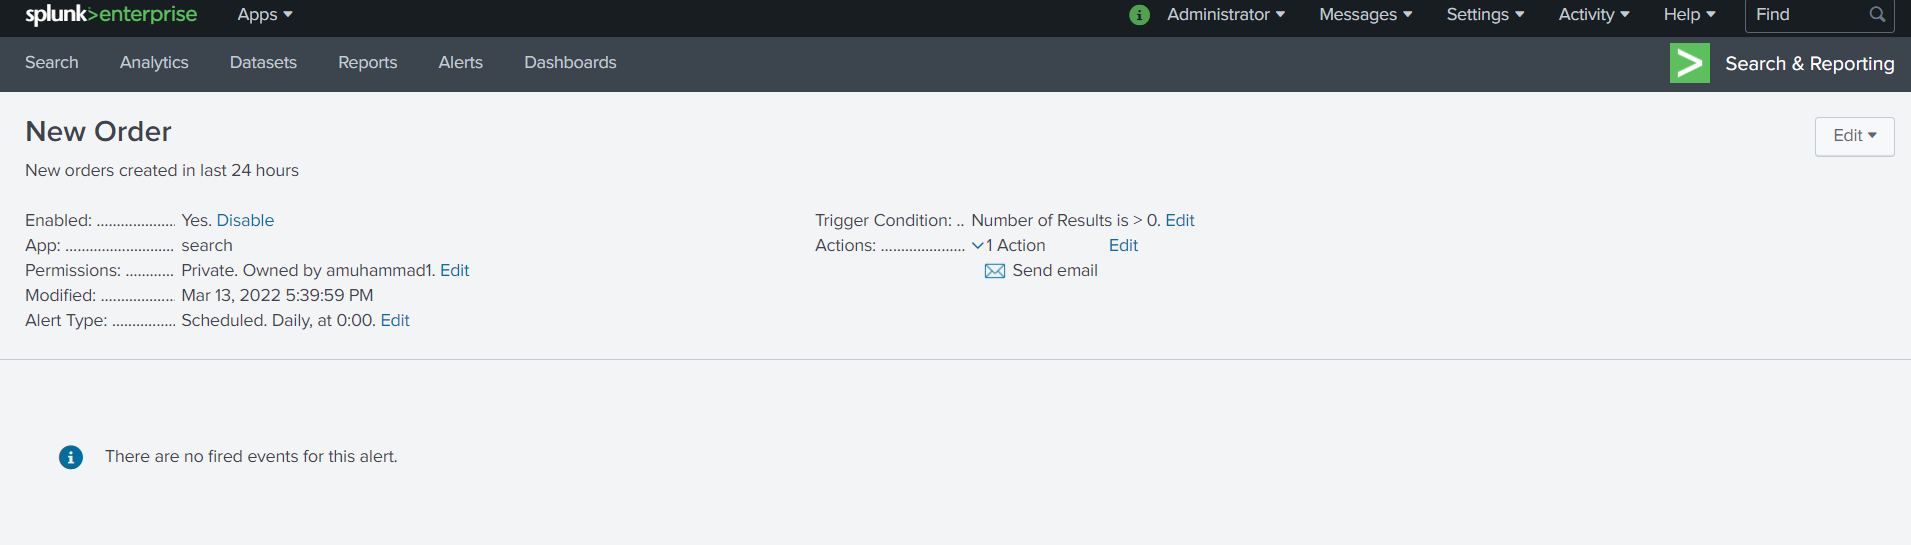 splunk>enterprise Apps Administrator Messages Settings Activity Help Find
Search Analytics Datasets Reports Alerts Dashboards Search & Reporting
New Order
Edit
New orders created in last 24 hours
Enabled: ................... Yes. Disable
App: .......................... search
Permissions: ............ Private. Owned by amuhammad1. Edit
Modified: .................. Mar 13, 2022 5:39:59 PM
Alert Type: ................ Scheduled. Daily, at 0:00. Edit
Trigger Condition: .. Number of Results is > 0. Edit
Actions: ..................... 1 Action Edit
Send email
There are no fired events for this alert.